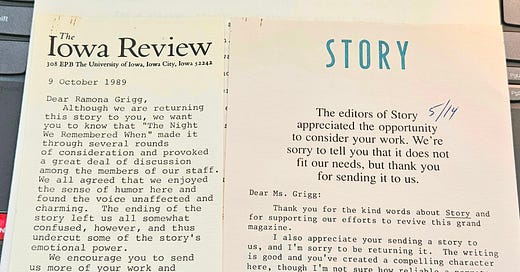 The
Iowa Review
308 EPB The University of Iowa, Iowa City, Iowa 52242
9 October 1989
Dear Ramona Grigg,
Although we are returning
this story to you, we want
you to know that "The Night
We Remembered When" made it
through several rounds
of consideration and provoked
a great deal of discussion
among the members of our staff.
We all agreed that we enjoyed
the sense of humor here and
found the voice unaffected and
charming. The ending of the
story left us all somewhat
confused, however, and thus
undercut some of the story's
emotional power.
We encourage you to send
us more of your work and
STORY
5/14
The editors of Story
appreciated the opportunity
to consider your work. We're
sorry to tell you that it does not
fit our needs, but thank you
for sending it to us.
Dear Ms. Grigg:
Thank you for the kind words about Story and
for supporting our efforts to revive this grand
magazine.
I also appreciate your sending a story to
us, and I'm sorry to be returning it. The writing
is good and you've created a compelling character
here, though I'm not sure how reliable a